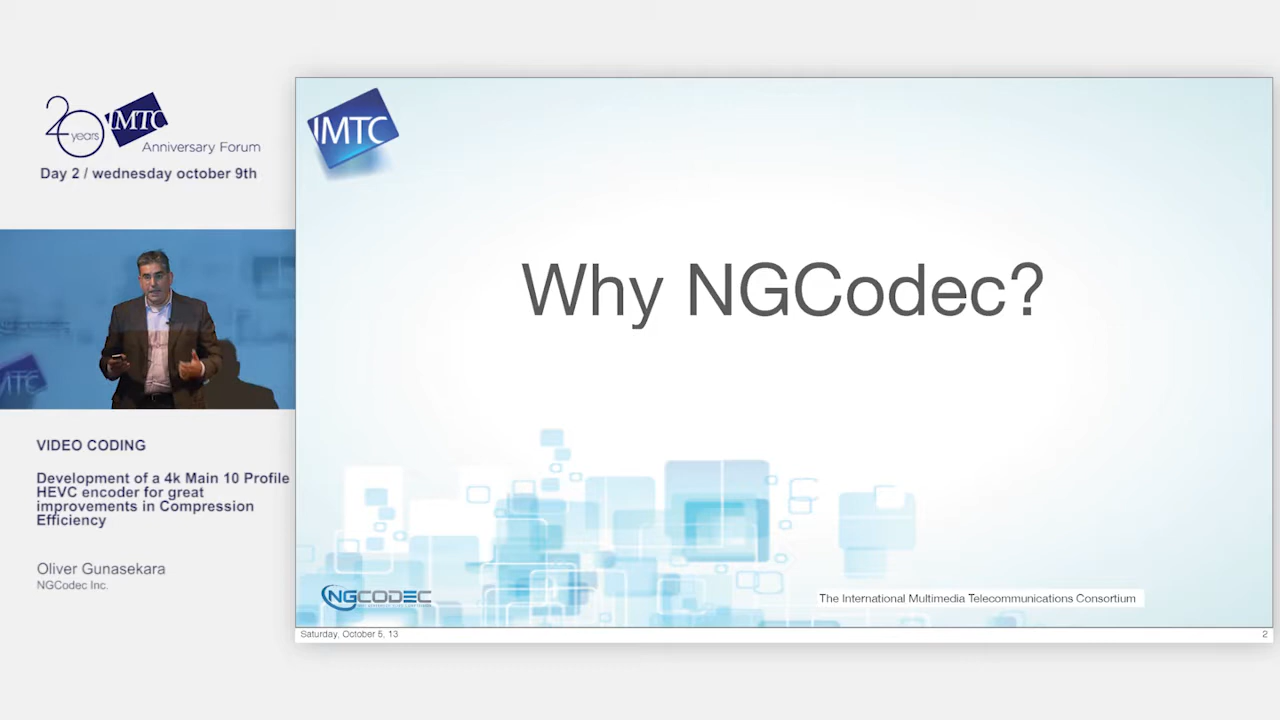 20 years IMTC
Anniversary Forum
Day 2 / wednesday october 9th
VIDEO CODING
Development of a 4k Main 10 Profile
HEVC encoder for great
improvements in Compression
Efficiency
Oliver Gunasekara
NGCodec Inc.
IMTC
Why NGCodec?
NGCODEC
The International Multimedia Telecommunications Consortium
Saturday, October 5, 13
2